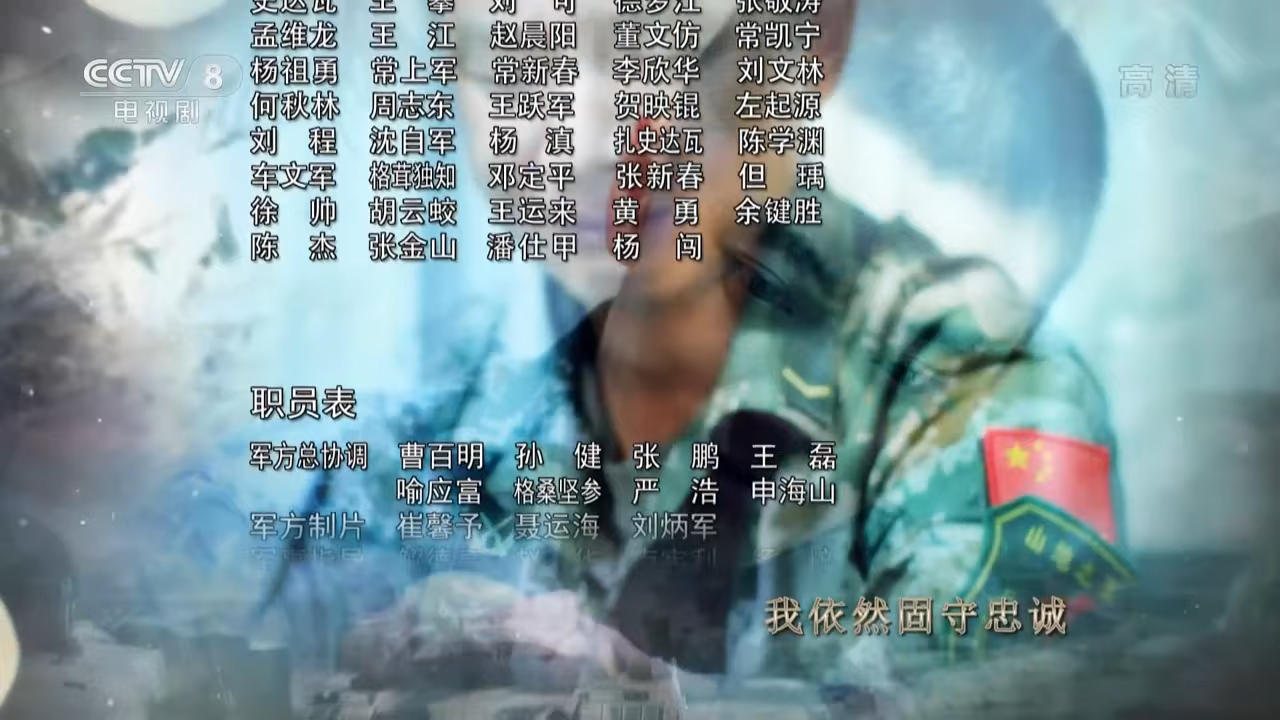 孟维龙 王 江 赵晨阳 董文仿 常凯宁
CCTV 8
杨祖勇 常上军 常新春 李欣华 刘文林
高清
电视剧
何秋林 周志东 王跃军 贺映锟 左起源
刘 程 沈自军 杨 滇 扎史达瓦 陈学渊
车文军 格茸独知 邓定平 张新春 但 瑀
徐 帅 胡云蛟 王运来 黄 勇 余键胜
陈 杰 张金山 潘仕甲 杨 闯
职员表
军方总协调 曹百明 孙 健 张 鹏 王 磊
喻应富 格桑坚参 严 浩 申海山
军方制片 崔馨予 聂运海 刘炳军
我依然固守忠诚